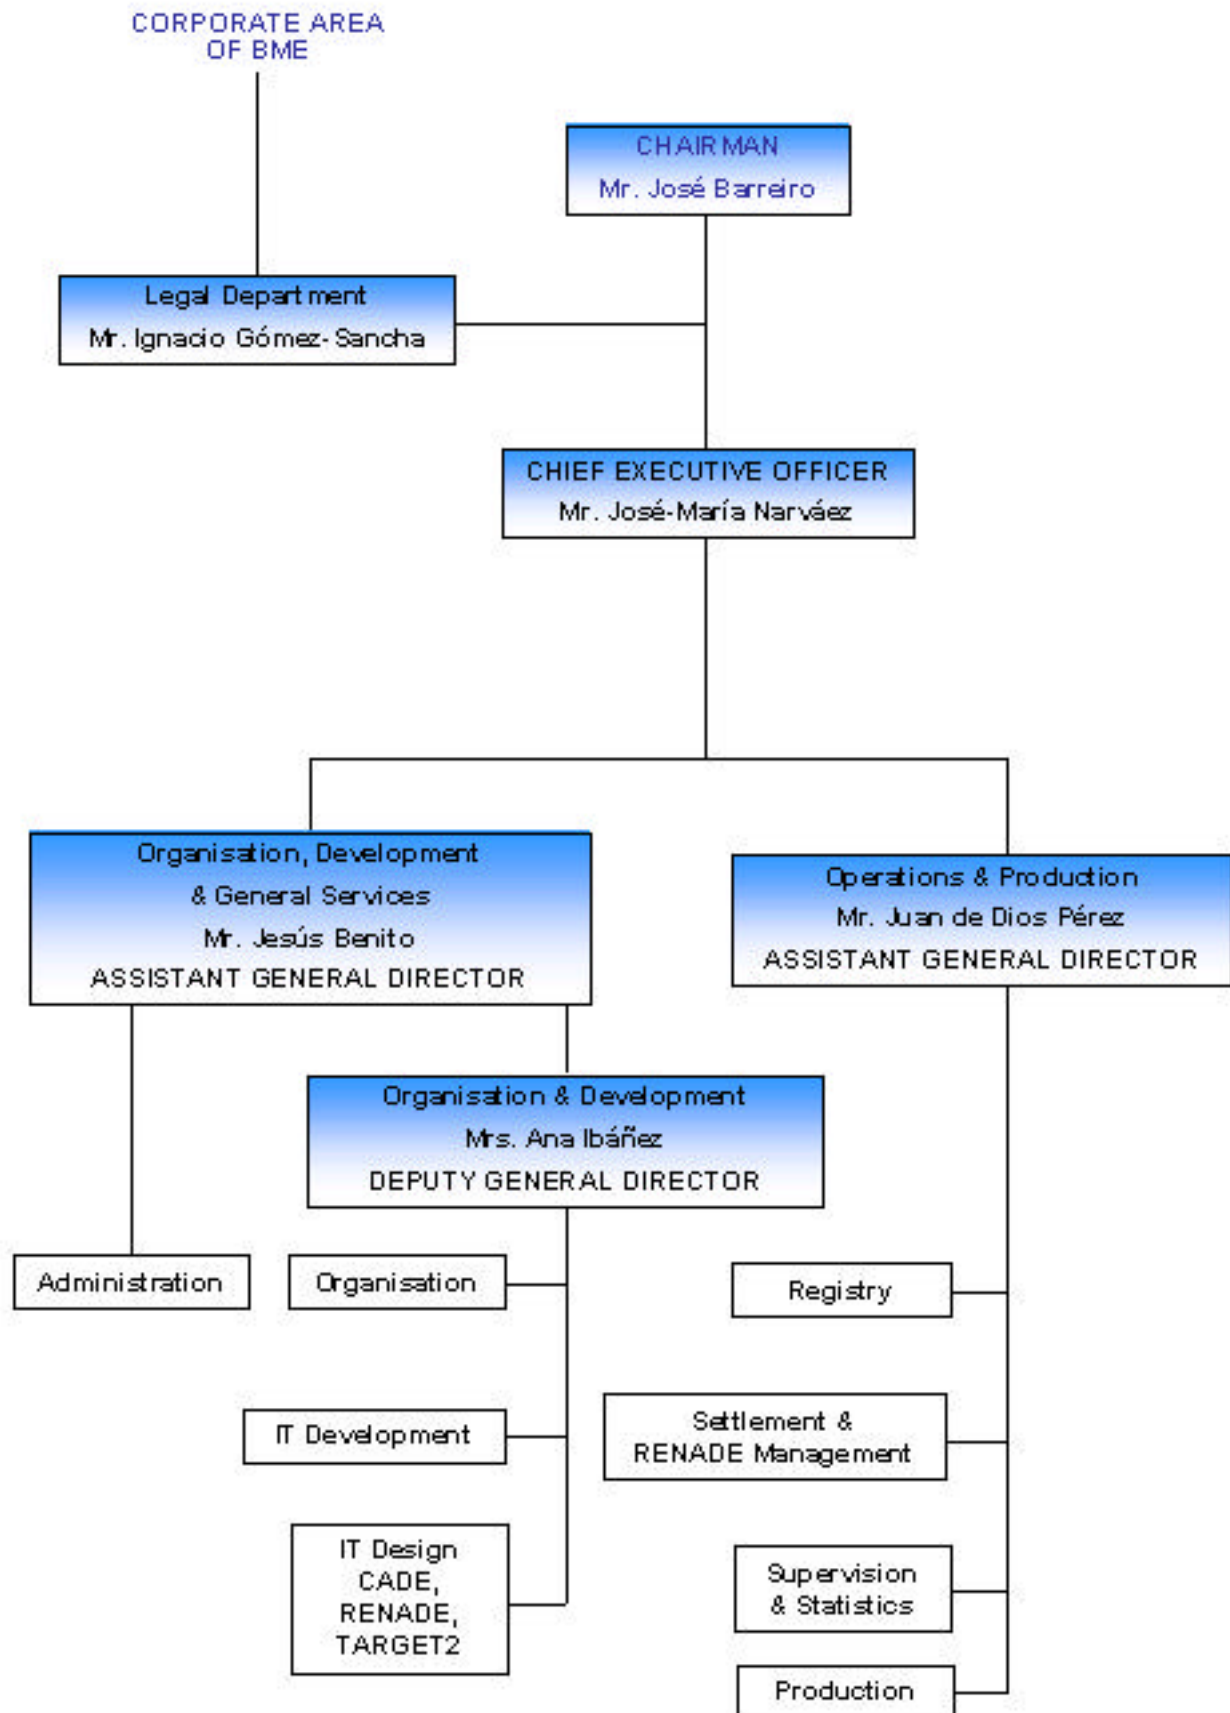 CORPORATE AREA
OF BME
CHAIRMAN
Mr. José Barreiro
Legal Department
Mr. Ignacio Gómez-Sancha
CHIEF EXECUTIVE OFFICER
Mr. José-María Narváez
Organisation, Development
& General Services
Mr. Jesús Benito
ASSISTANT GENERAL DIRECTOR
Operations & Production
Mr. Juan de Dios Pérez
ASSISTANT GENERAL DIRECTOR
Organisation & Development
Mrs. Ana Ibáñez
DEPUTY GENERAL DIRECTOR
Administration
Organisation
Registry
IT Development
Settlement &
RENADE Management
IT Design
CADE,
RENADE,
TARGET2
Supervision
& Statistics
Production